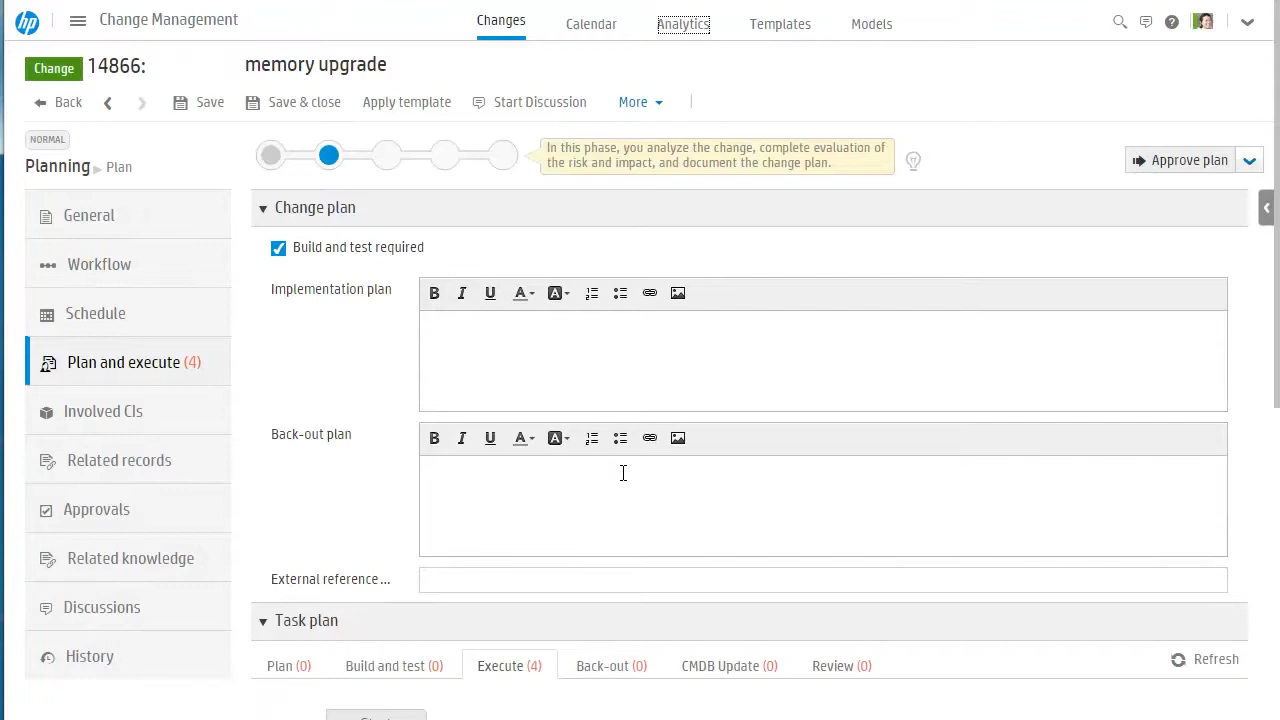 hp
Change Management
Changes
Calendar
Analytics
Templates
Models
Change 14866: memory upgrade
Back
Save
Save & close
Apply template
Start Discussion
More
NORMAL
Planning ▸ Plan
In this phase, you analyze the change, complete evaluation of
the risk and impact, and document the change plan.
Approve plan
General
Workflow
Schedule
Plan and execute (4)
Involved CIs
Related records
Approvals
Related knowledge
Discussions
History
Change plan
Build and test required
Implementation plan
B I U A A
Back-out plan
B I U A A
External reference ...
Task plan
Plan (0)
Build and test (0)
Execute (4)
Back-out (0)
CMDB Update (0)
Review (0)
Refresh